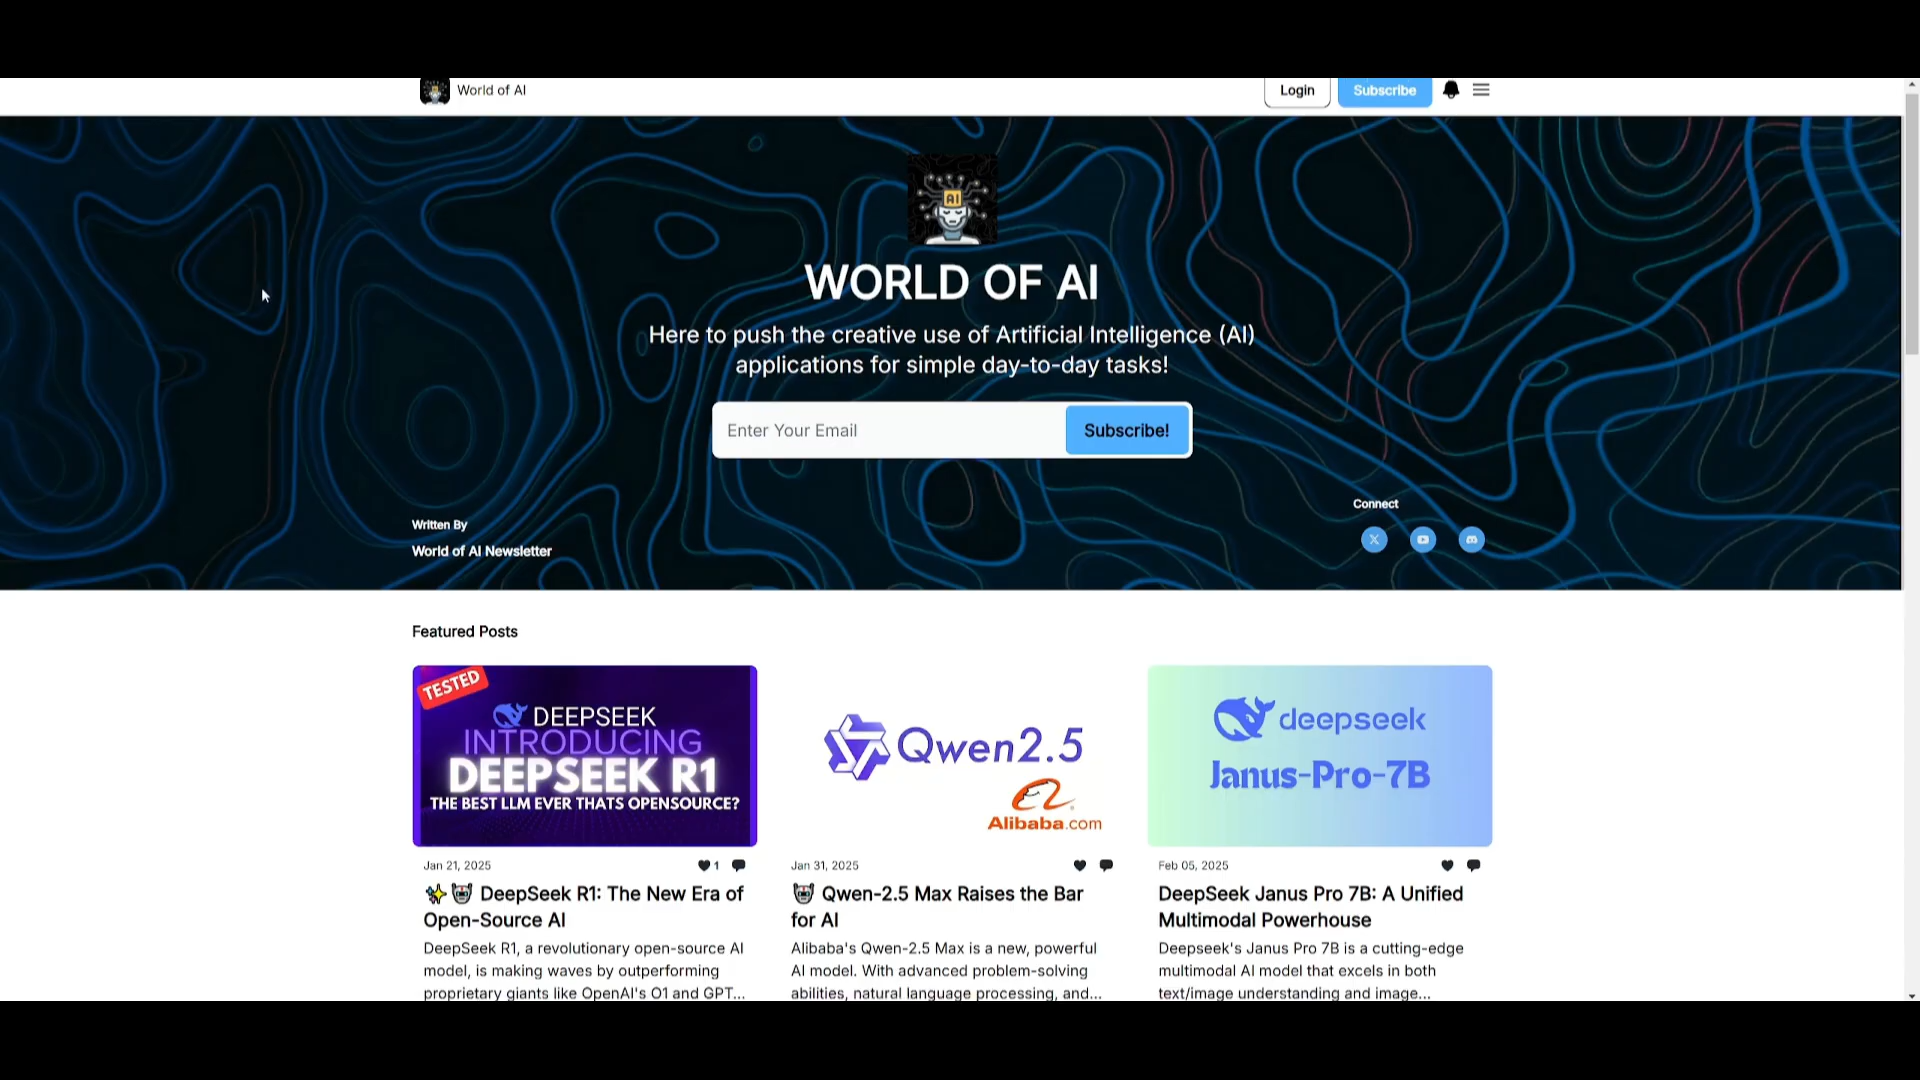 World of AI
Login
Subscribe
AI
WORLD OF AI
Here to push the creative use of Artificial Intelligence (AI)
applications for simple day-to-day tasks!
Enter Your Email
Subscribe!
Connect
Written By
World of AI Newsletter
Featured Posts
TESTED
DEEPSEEK
INTRODUCING
DEEPSEEK R1
THE BEST LLM EVER THATS OPENSOURCE?
Jan 21, 2025
1
DeepSeek R1: The New Era of
Open-Source AI
DeepSeek R1, a revolutionary open-source AI
model, is making waves by outperforming
proprietary giants like OpenAI's O1 and GPT...
Qwen2.5
Alibaba.com
Jan 31, 2025
Qwen-2.5 Max Raises the Bar
for AI
Alibaba's Qwen-2.5 Max is a new, powerful
AI model. With advanced problem-solving
abilities, natural language processing, and...
deepseek
Janus-Pro-7B
Feb 05, 2025
DeepSeek Janus Pro 7B: A Unified
Multimodal Powerhouse
Deepseek's Janus Pro 7B is a cutting-edge
multimodal AI model that excels in both
text/image understanding and image...